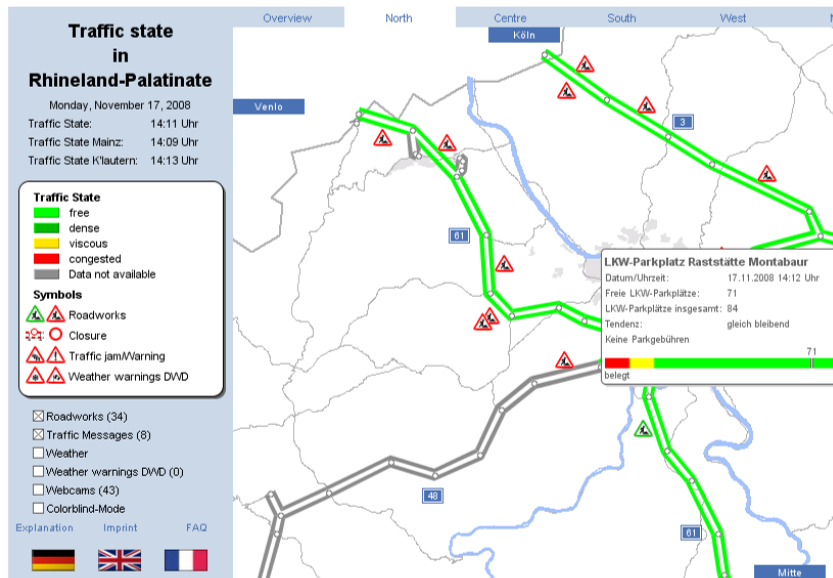 Traffic state
in
Rhineland-Palatinate
Monday, November 17, 2008
Traffic State: 14:11 Uhr
Traffic State Mainz: 14:09 Uhr
Traffic State K'lautern: 14:13 Uhr
Traffic State
free
dense
viscous
congested
Data not available
Symbols
Roadworks
Closure
Traffic jam/Warning
Weather warnings DWD
Roadworks (34)
Traffic Messages (8)
Weather
Weather warnings DWD (0)
Webcams (43)
Colorblind-Mode
Explanation Imprint FAQ
Overview North Centre South West
Köln
Venlo
3
61
LKW-Parkplatz Raststätte Montabaur
Datum/Uhrzeit: 17.11.2008 14:12 Uhr
Freie LKW-Parkplätze: 71
LKW-Parkplätze insgesamt: 84
Tendenz: gleich bleibend
Keine Parkgebühren
71
belegt
48
61
Mitte